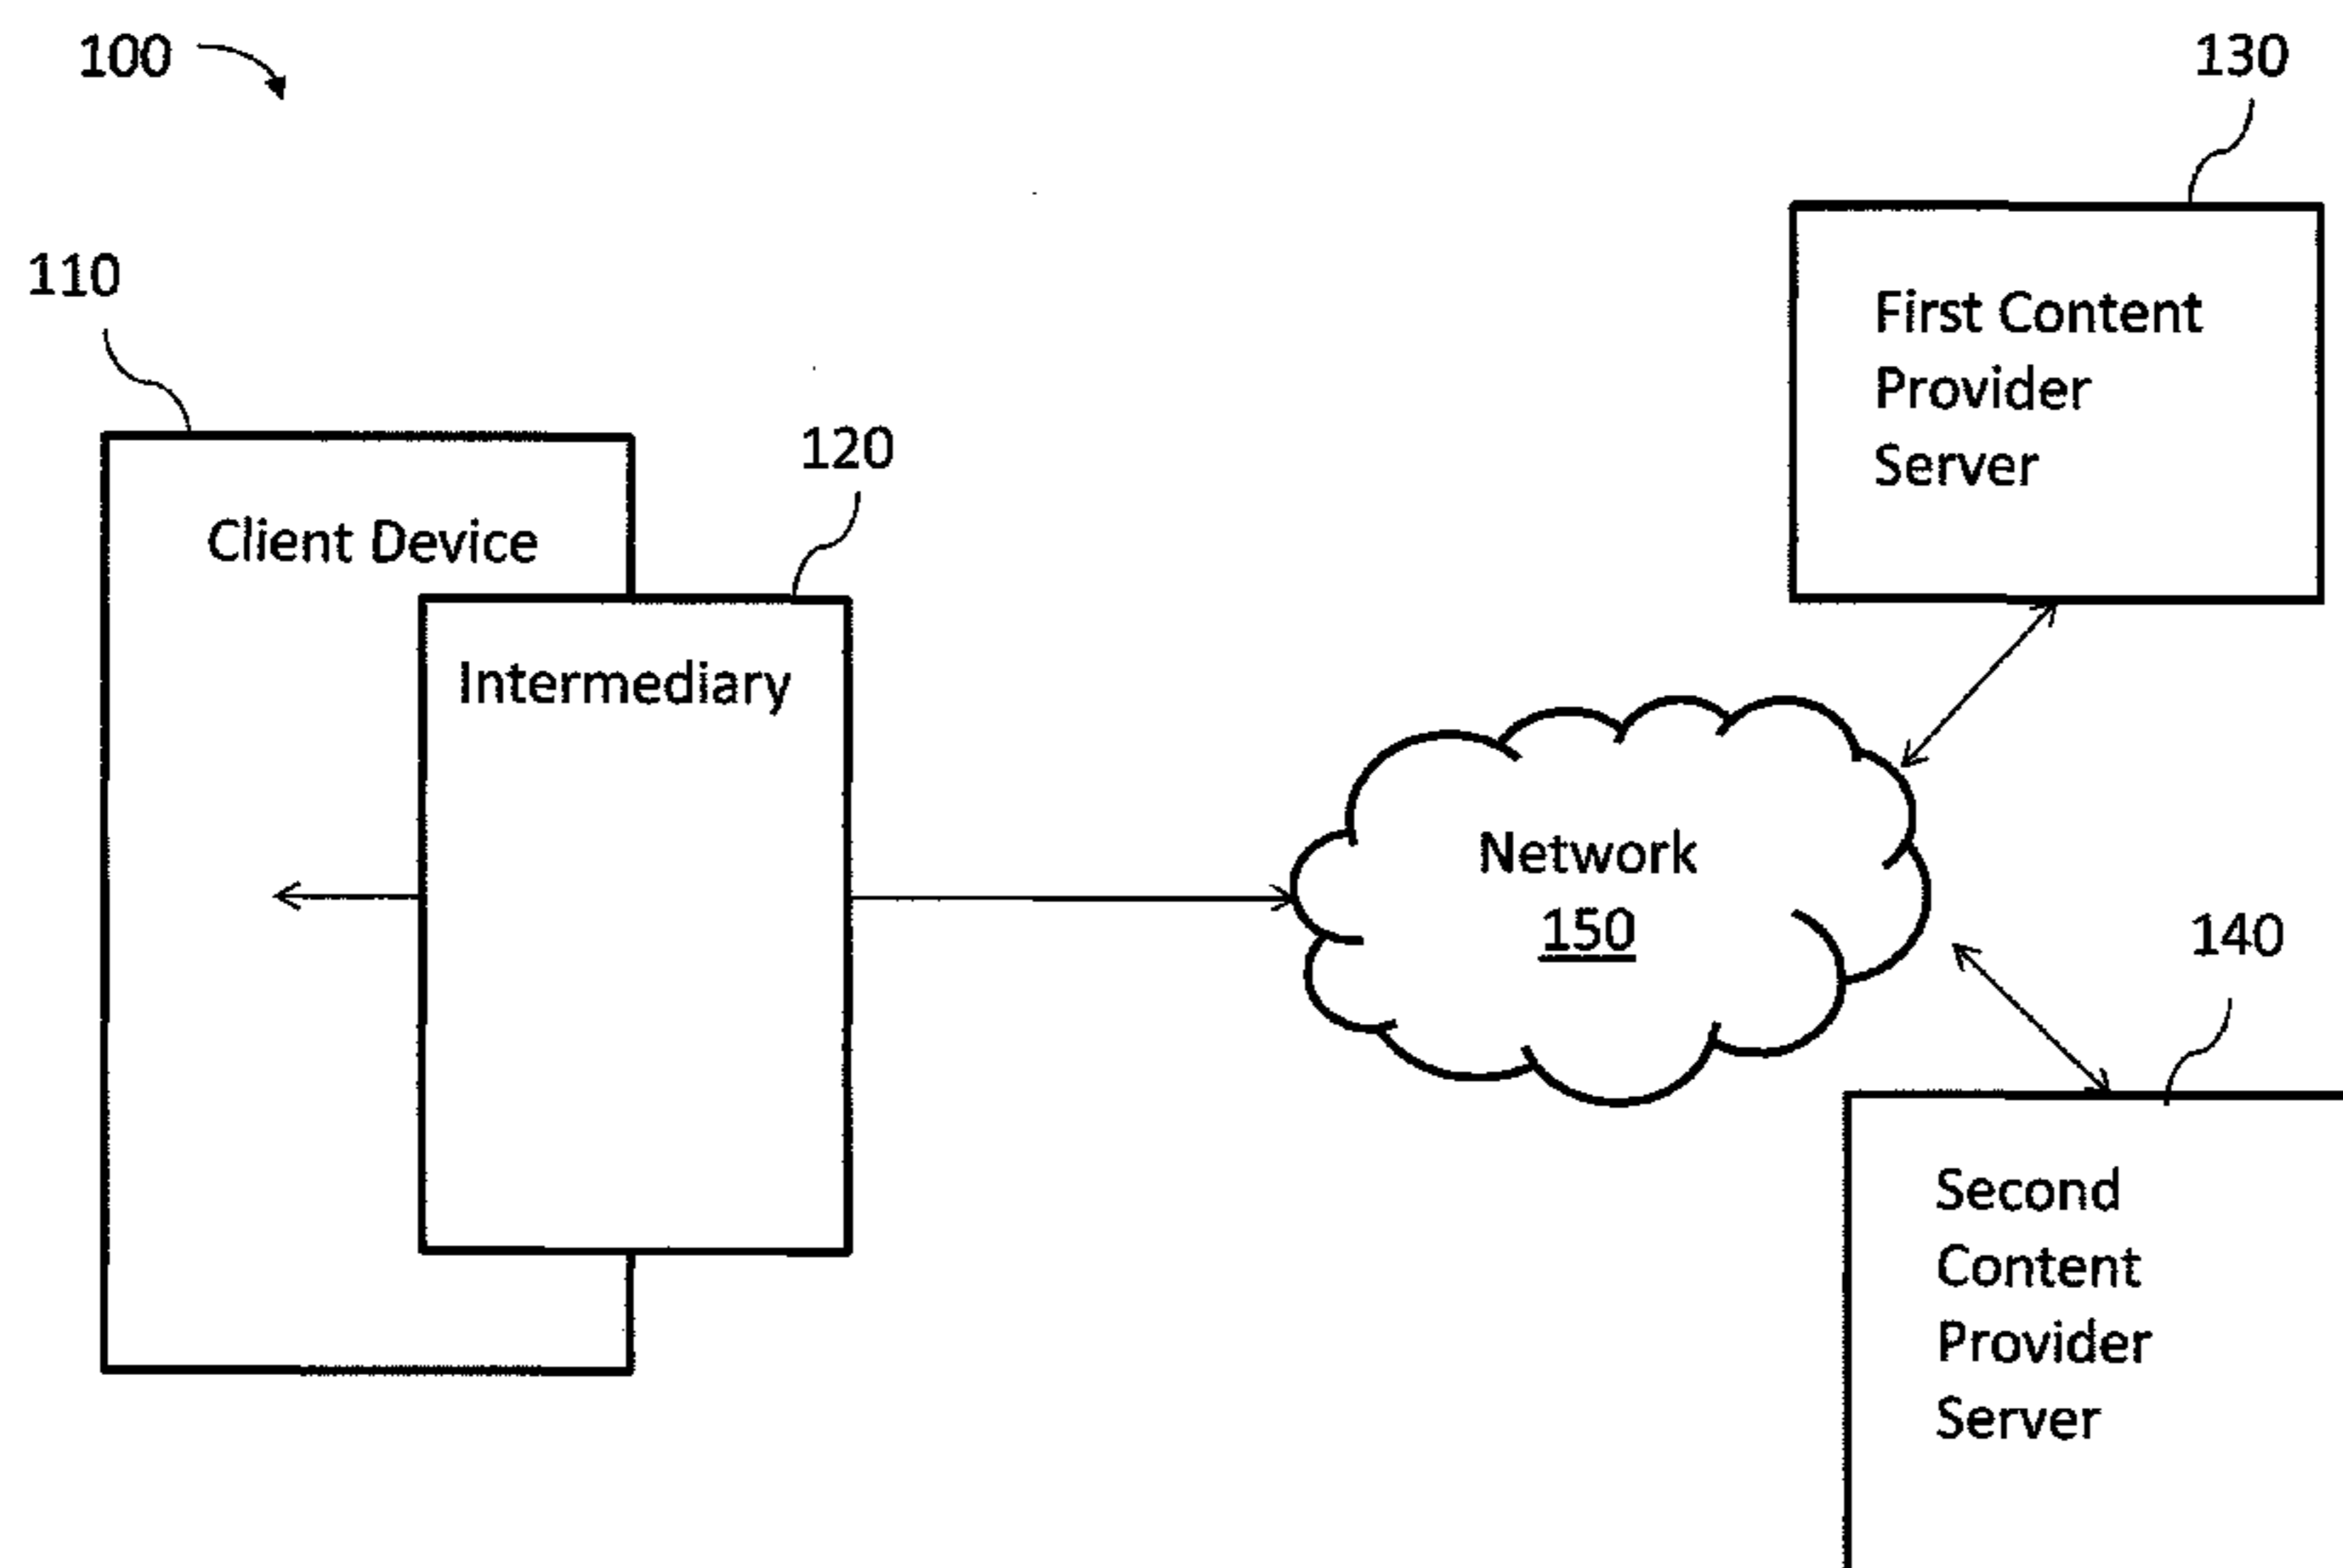 100
130
110
First Content
Provider
Server
120
Client Device
Intermediary
Network
150
140
Second
Content
Provider
Server